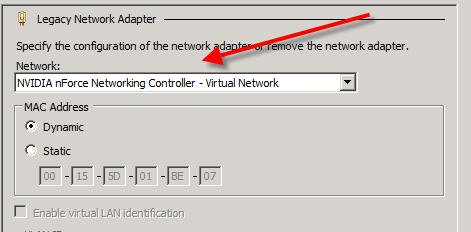 Legacy Network Adapter
Specify the configuration of the network adapter or remove the network adapter.
Network:
NVIDIA nForce Networking Controller - Virtual Network
MAC Address
Dynamic
Static
00 - 15 - 5D - 01 - BE - 07
Enable virtual LAN identification